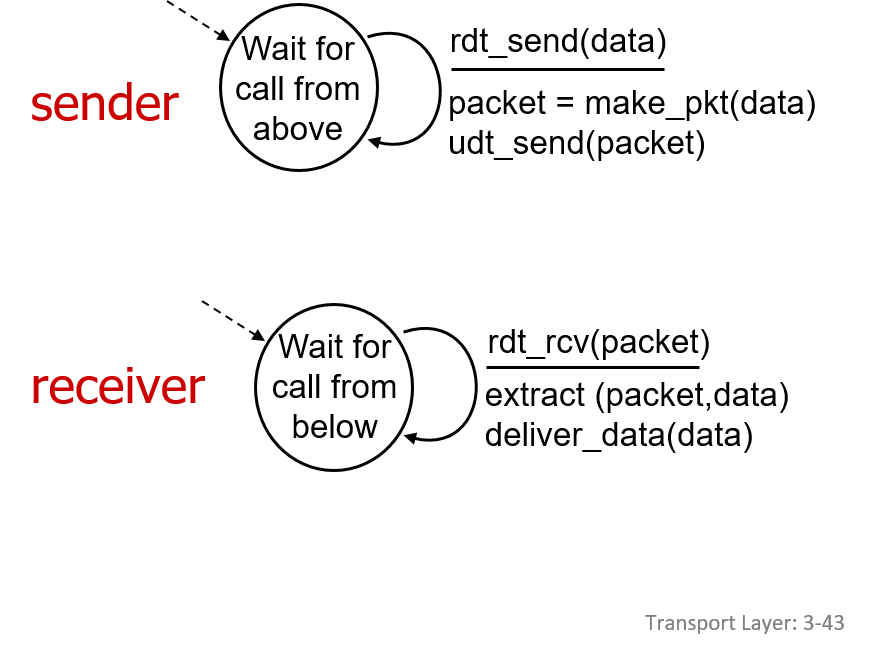 sender
Wait for
call from
above
rdt_send(data)
packet = make_pkt(data)
udt_send(packet)
receiver
Wait for
call from
below
rdt_rcv(packet)
extract (packet,data)
deliver_data(data)
Transport Layer: 3-43